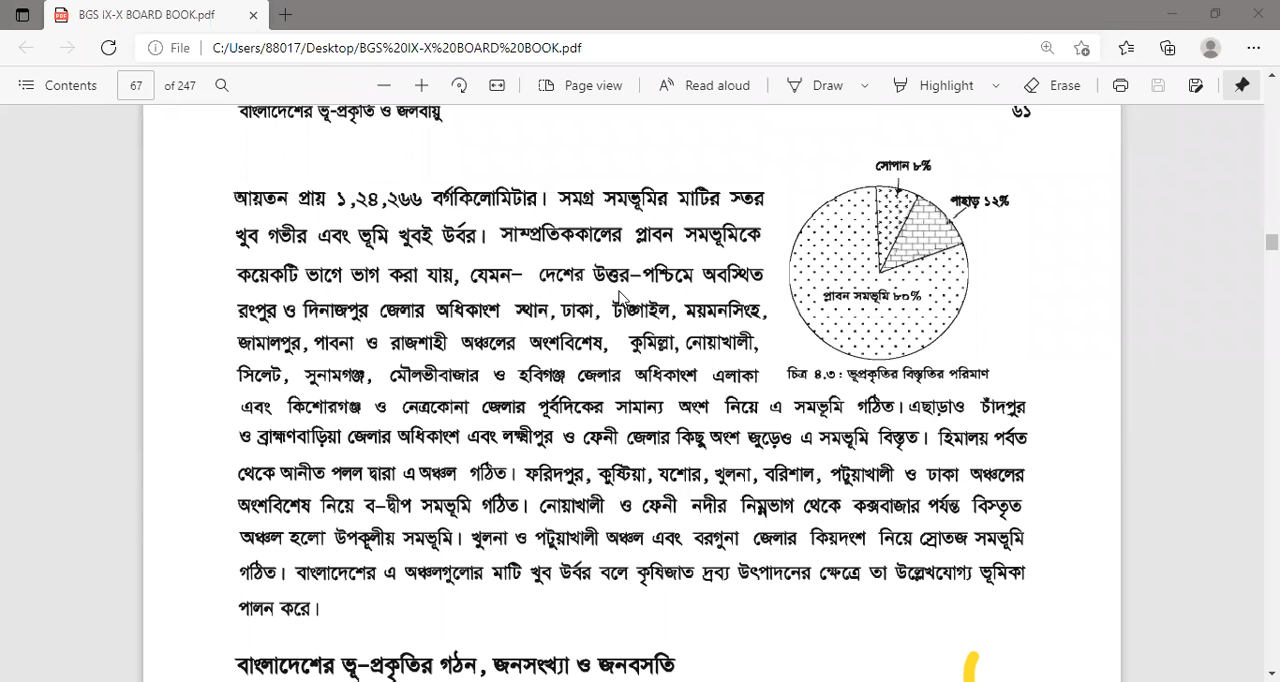 BGS IX-X BOARD BOOK.pdf
File C:/Users/88017/Desktop/BGS%20IX-X%20BOARD%20BOOK.pdf
Contents 67 of 247 Page view Read aloud Draw Highlight Erase
বাংলাদেশের ভূ-প্রকৃতি ও জলবায়ু ৬১
সোপান ৮%
পাহাড় ১২%
প্লাবন সমভূমি ৮০%
চিত্র ৪.৩ : ভূপ্রকৃতির বিস্তৃতির পরিমাণ
আয়তন প্রায় ১,২৪,২৬৬ বর্গকিলোমিটার। সমগ্র সমভূমির মাটির স্তর
খুব গভীর এবং ভূমি খুবই উর্বর। সাম্প্রতিককালের প্লাবন সমভূমিকে
কয়েকটি ভাগে ভাগ করা যায়, যেমন– দেশের উত্তর–পশ্চিমে অবস্থিত
রংপুর ও দিনাজপুর জেলার অধিকাংশ স্থান, ঢাকা, টাঙ্গাইল, ময়মনসিংহ,
জামালপুর, পাবনা ও রাজশাহী অঞ্চলের অংশবিশেষ, কুমিল্লা, নোয়াখালী,
সিলেট, সুনামগঞ্জ, মৌলভীবাজার ও হবিগঞ্জ জেলার অধিকাংশ এলাকা
এবং কিশোরগঞ্জ ও নেত্রকোনা জেলার পূর্বদিকের সামান্য অংশ নিয়ে এ সমভূমি গঠিত। এছাড়াও চাঁদপুর
ও ব্রাহ্মণবাড়িয়া জেলার অধিকাংশ এবং লক্ষ্মীপুর ও ফেনী জেলার কিছু অংশ জুড়েও এ সমভূমি বিস্তৃত। হিমালয় পর্বত
থেকে আনীত পলল দ্বারা এ অঞ্চল গঠিত। ফরিদপুর, কুষ্টিয়া, যশোর, খুলনা, বরিশাল, পটুয়াখালী ও ঢাকা অঞ্চলের
অংশবিশেষ নিয়ে ব–দ্বীপ সমভূমি গঠিত। নোয়াখালী ও ফেনী নদীর নিম্নভাগ থেকে কক্সবাজার পর্যন্ত বিস্তৃত
অঞ্চল হলো উপকূলীয় সমভূমি। খুলনা ও পটুয়াখালী অঞ্চল এবং বরগুনা জেলার কিয়দংশ নিয়ে স্রোতজ সমভূমি
গঠিত। বাংলাদেশের এ অঞ্চলগুলোর মাটি খুব উর্বর বলে কৃষিজাত দ্রব্য উৎপাদনের ক্ষেত্রে তা উল্লেখযোগ্য ভূমিকা
পালন করে।
বাংলাদেশের ভূ–প্রকৃতির গঠন, জনসংখ্যা ও জনবসতি